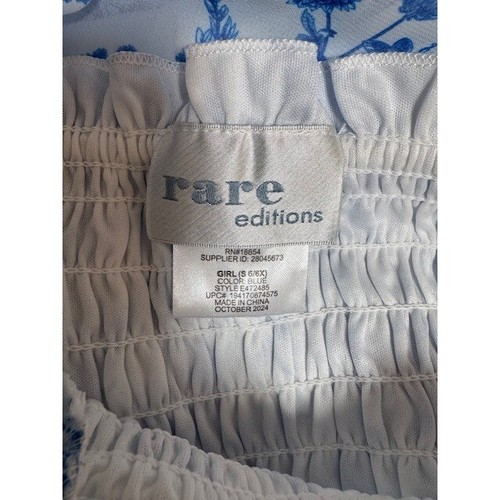 rare
editions
RN#18854
SUPPLIER ID: 28045673
GIRL (S 6/6X)
COLOR: BLUE
STYLE E472485
UPC# 194170874575
MADE IN CHINA
OCTOBER 2024